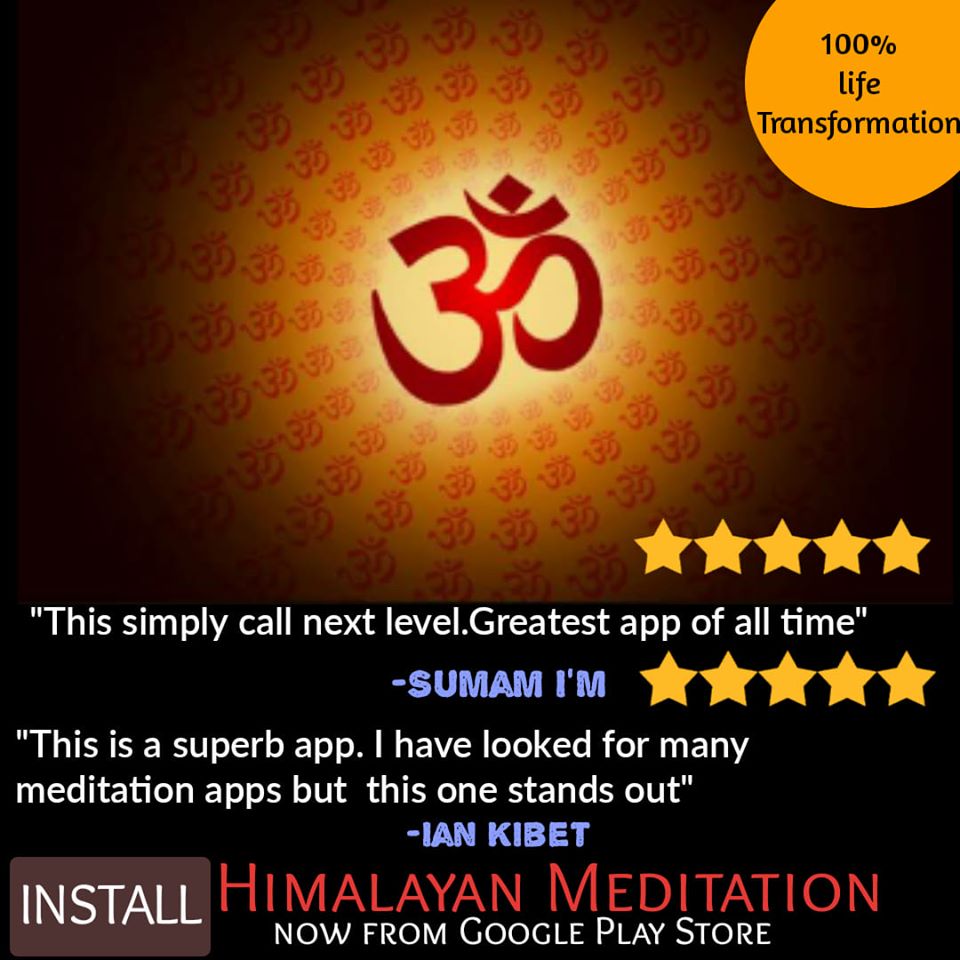 100%
life
Transformation
ॐ
"This simply call next level.Greatest app of all time"
-SUMAM I'M
"This is a superb app. I have looked for many
meditation apps but  this one stands out"
-IAN KIBET
INSTALL
HIMALAYAN MEDITATION
NOW FROM GOOGLE PLAY STORE